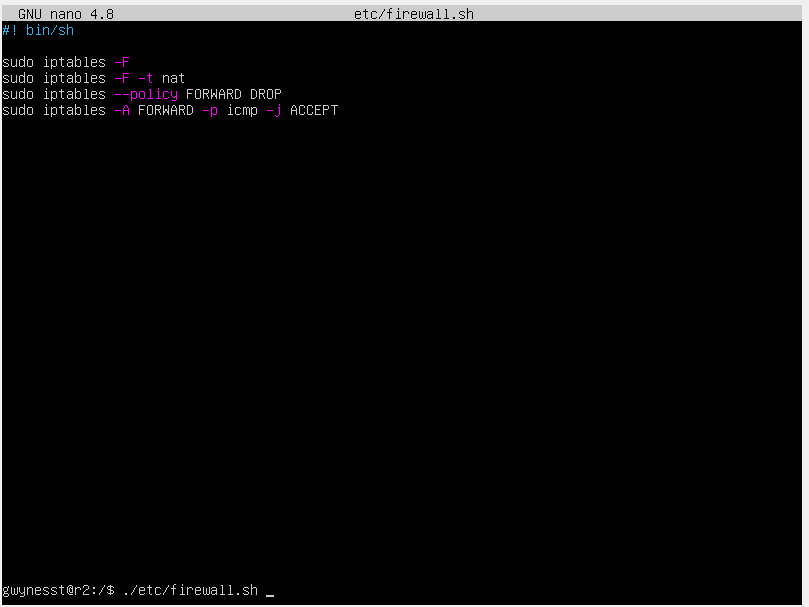 GNU nano 4.8 etc/firewall.sh
#! bin/sh
sudo iptables -F
sudo iptables -F -t nat
sudo iptables --policy FORWARD DROP
sudo iptables -A FORWARD -p icmp -j ACCEPT
gwynesst@r2:/$ ./etc/firewall.sh _